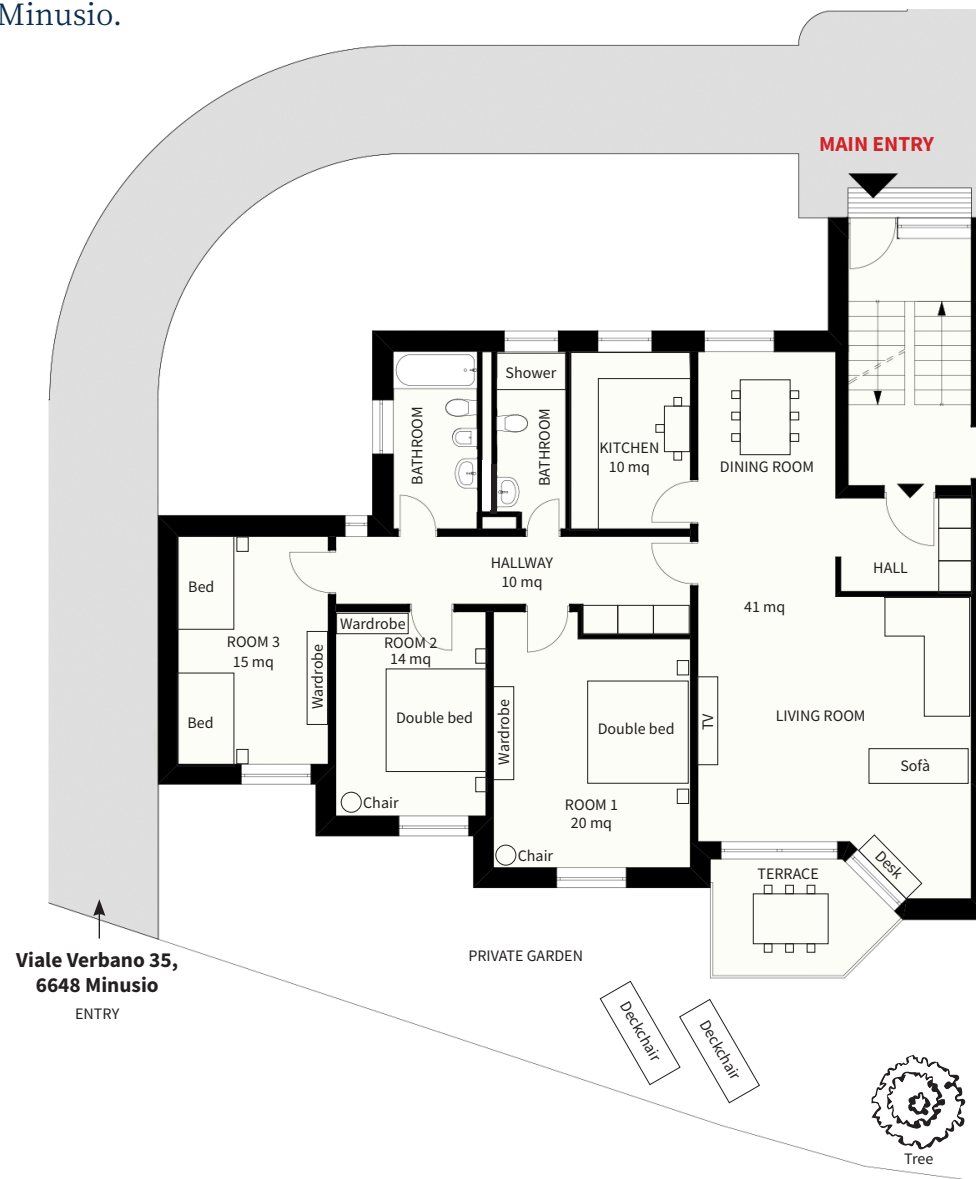 Minusio.
MAIN ENTRY
Shower
BATHROOM
BATHROOM
KITCHEN
10 mq
DINING ROOM
HALLWAY
10 mq
HALL
41 mq
Bed
ROOM 3
15 mq
Wardrobe
Bed
Wardrobe
ROOM 2
14 mq
Double bed
Chair
Wardrobe
Double bed
ROOM 1
20 mq
Chair
TV
LIVING ROOM
Sofà
Desk
TERRACE
PRIVATE GARDEN
Viale Verbano 35,
6648 Minusio
ENTRY
Deckchair
Deckchair
Tree